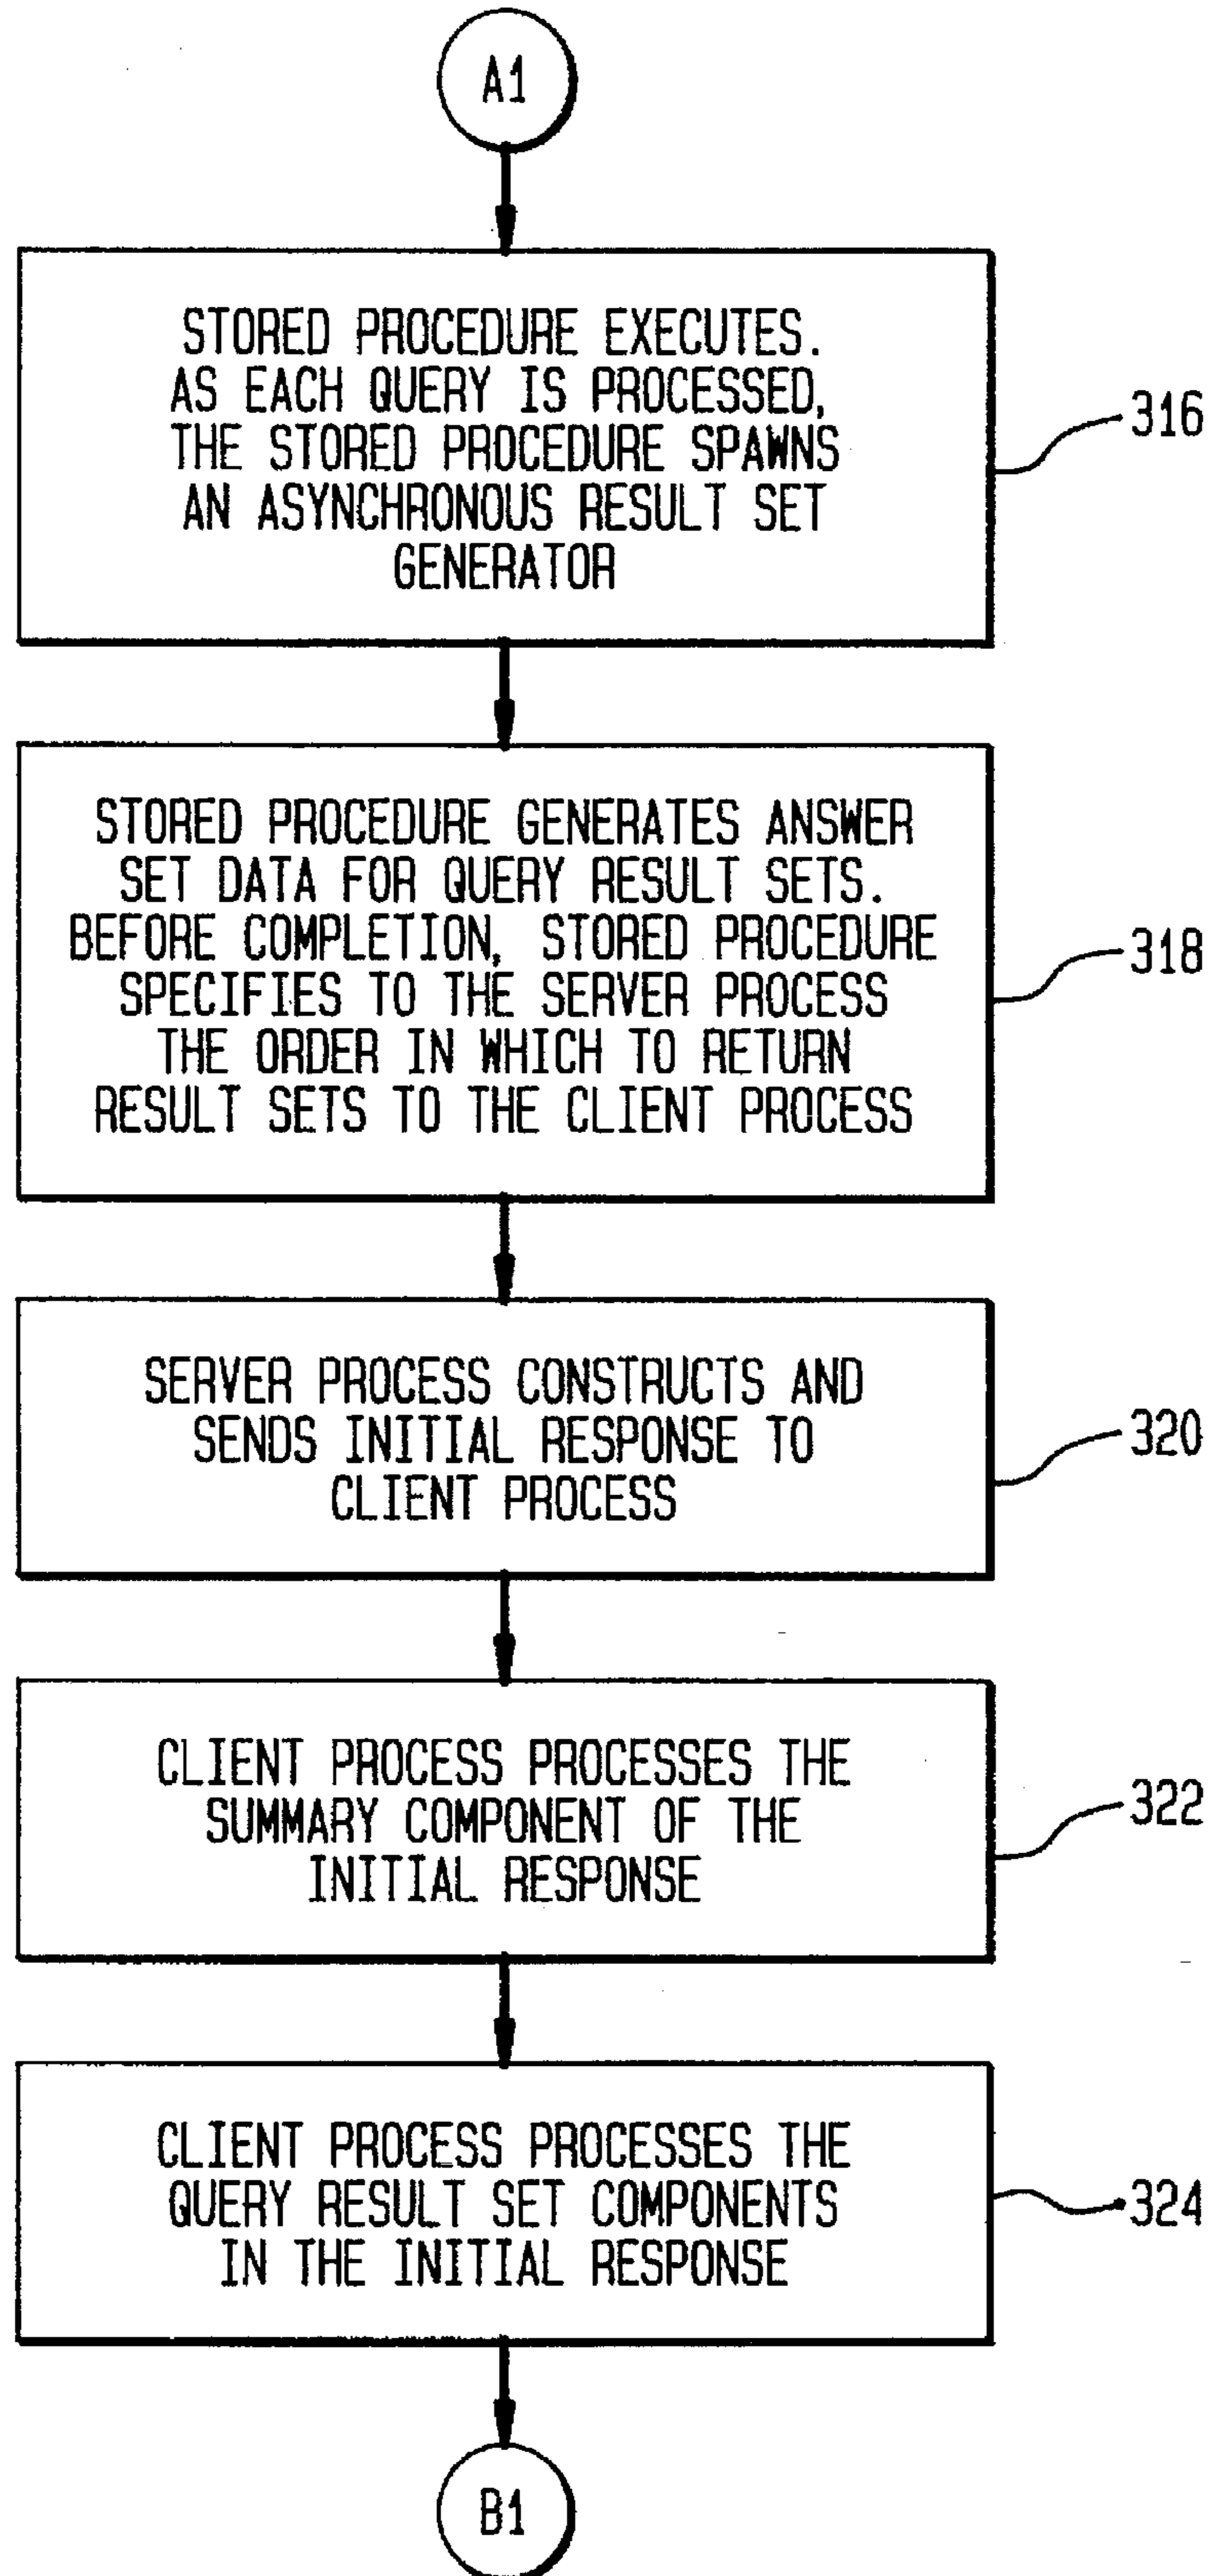 A1
STORED PROCEDURE EXECUTES.
AS EACH QUERY IS PROCESSED,
THE STORED PROCEDURE SPAWNS
AN ASYNCHRONOUS RESULT SET
GENERATOR
316
STORED PROCEDURE GENERATES ANSWER
SET DATA FOR QUERY RESULT SETS.
BEFORE COMPLETION, STORED PROCEDURE
SPECIFIES TO THE SERVER PROCESS
THE ORDER IN WHICH TO RETURN
RESULT SETS TO THE CLIENT PROCESS
318
SERVER PROCESS CONSTRUCTS AND
SENDS INITIAL RESPONSE TO
CLIENT PROCESS
320
CLIENT PROCESS PROCESSES THE
SUMMARY COMPONENT OF THE
INITIAL RESPONSE
322
CLIENT PROCESS PROCESSES THE
QUERY RESULT SET COMPONENTS
IN THE INITIAL RESPONSE
324
B1